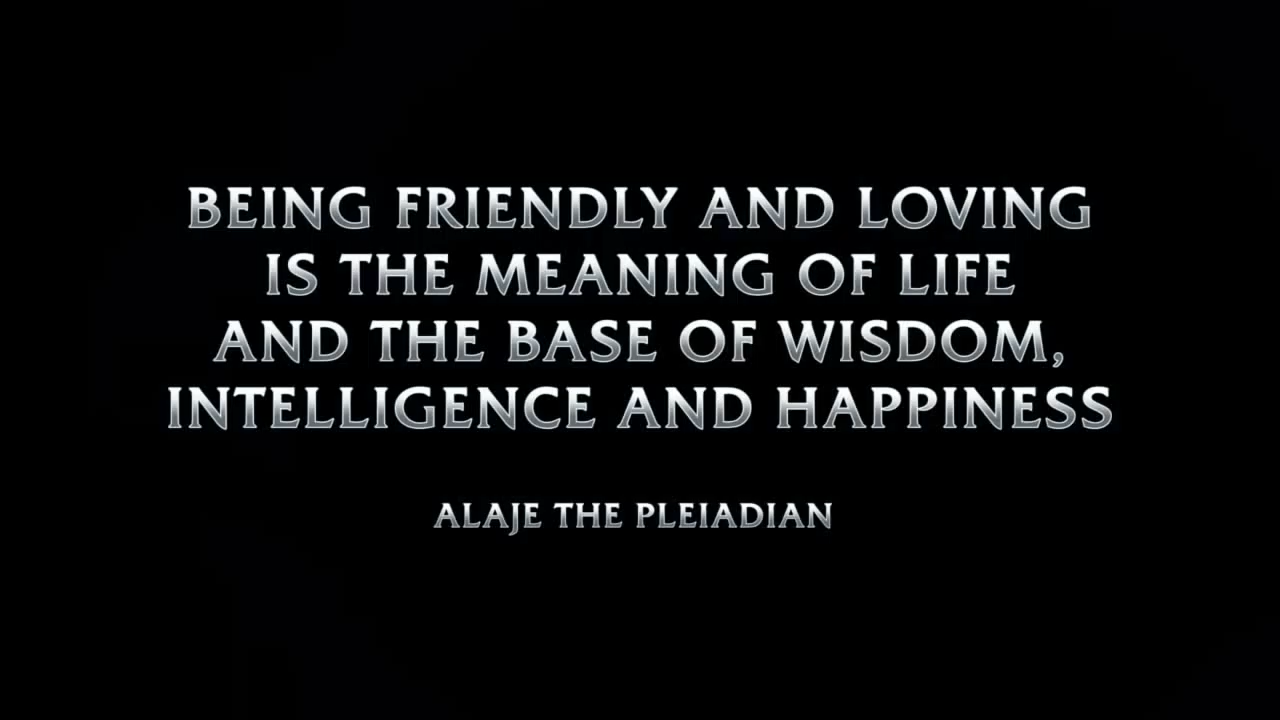 BEING FRIENDLY AND LOVING
IS THE MEANING OF LIFE
AND THE BASE OF WISDOM,
INTELLIGENCE AND HAPPINESS
ALAJE THE PLEIADIAN